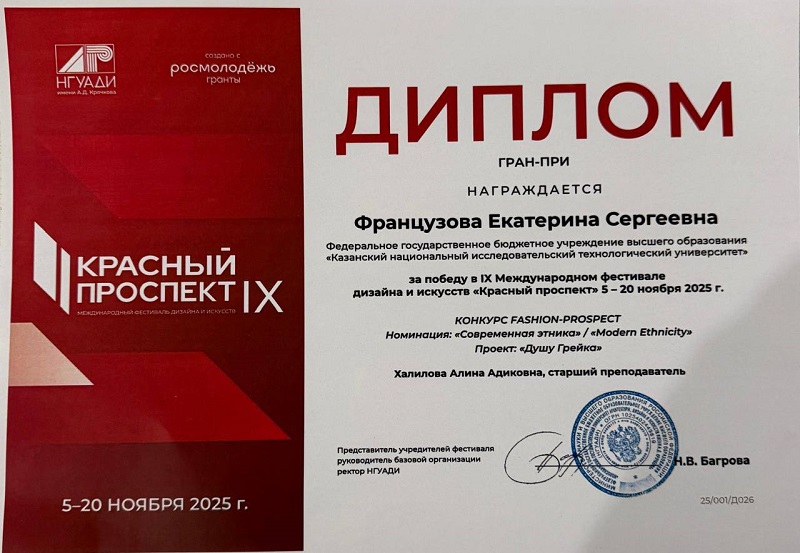 НГУАДИ
имени А.Д. Крячкова
создано с
росмолодёжь
гранты
КРАСНЫЙ
ПРОСПЕКТ IX
МЕЖДУНАРОДНЫЙ ФЕСТИВАЛЬ ДИЗАЙНА И ИСКУССТВ
5–20 НОЯБРЯ 2025 г.
ДИПЛОМ
ГРАН-ПРИ
НАГРАЖДАЕТСЯ
Французова Екатерина Сергеевна
Федеральное государственное бюджетное учреждение высшего образования
«Казанский национальный исследовательский технологический университет»
за победу в IX Международном фестивале
дизайна и искусств «Красный проспект» 5 – 20 ноября 2025 г.
КОНКУРС FASHION-PROSPECT
Номинация: «Современная этника» / «Modern Ethnicity»
Проект: «Душу Грейка»
Халилова Алина Адиковна, старший преподаватель
Представитель учредителей фестиваля
руководитель базовой организации
ректор НГУАДИ
Н.В. Багрова
25/001/Д026